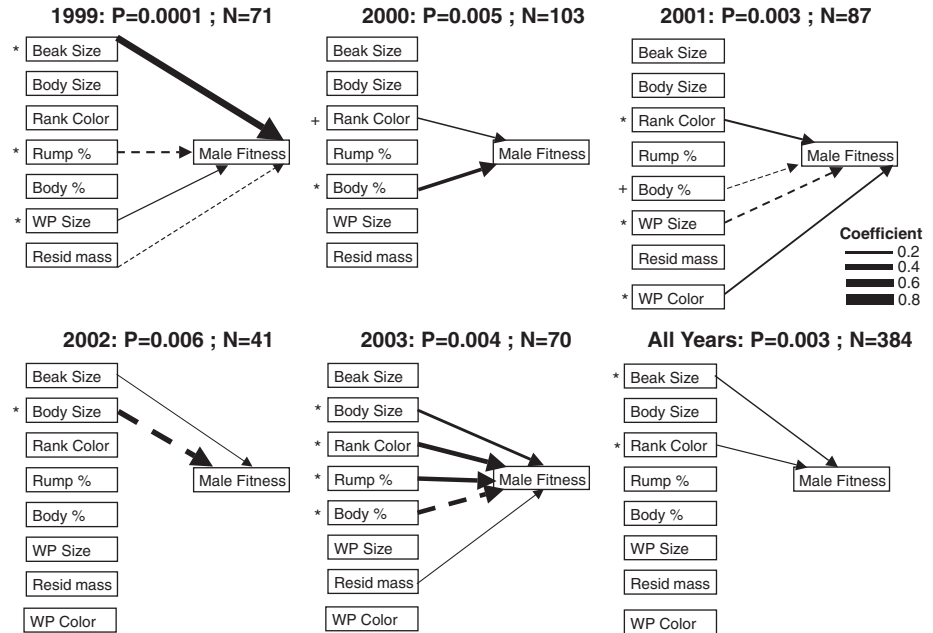 1999: P=0.0001 ; N=71
* Beak Size
Body Size
Rank Color
* Rump %
Body %
* WP Size
Resid mass
Male Fitness
2000: P=0.005 ; N=103
Beak Size
Body Size
+ Rank Color
Rump %
* Body %
WP Size
Resid mass
Male Fitness
2001: P=0.003 ; N=87
Beak Size
Body Size
* Rank Color
Rump %
+ Body %
* WP Size
Resid mass
* WP Color
Male Fitness
Coefficient
0.2
0.4
0.6
0.8
2002: P=0.006 ; N=41
Beak Size
* Body Size
Rank Color
Rump %
Body %
WP Size
Resid mass
WP Color
Male Fitness
2003: P=0.004 ; N=70
Beak Size
* Body Size
* Rank Color
* Rump %
* Body %
WP Size
Resid mass
WP Color
Male Fitness
All Years: P=0.003 ; N=384
* Beak Size
Body Size
* Rank Color
Rump %
Body %
WP Size
Resid mass
WP Color
Male Fitness